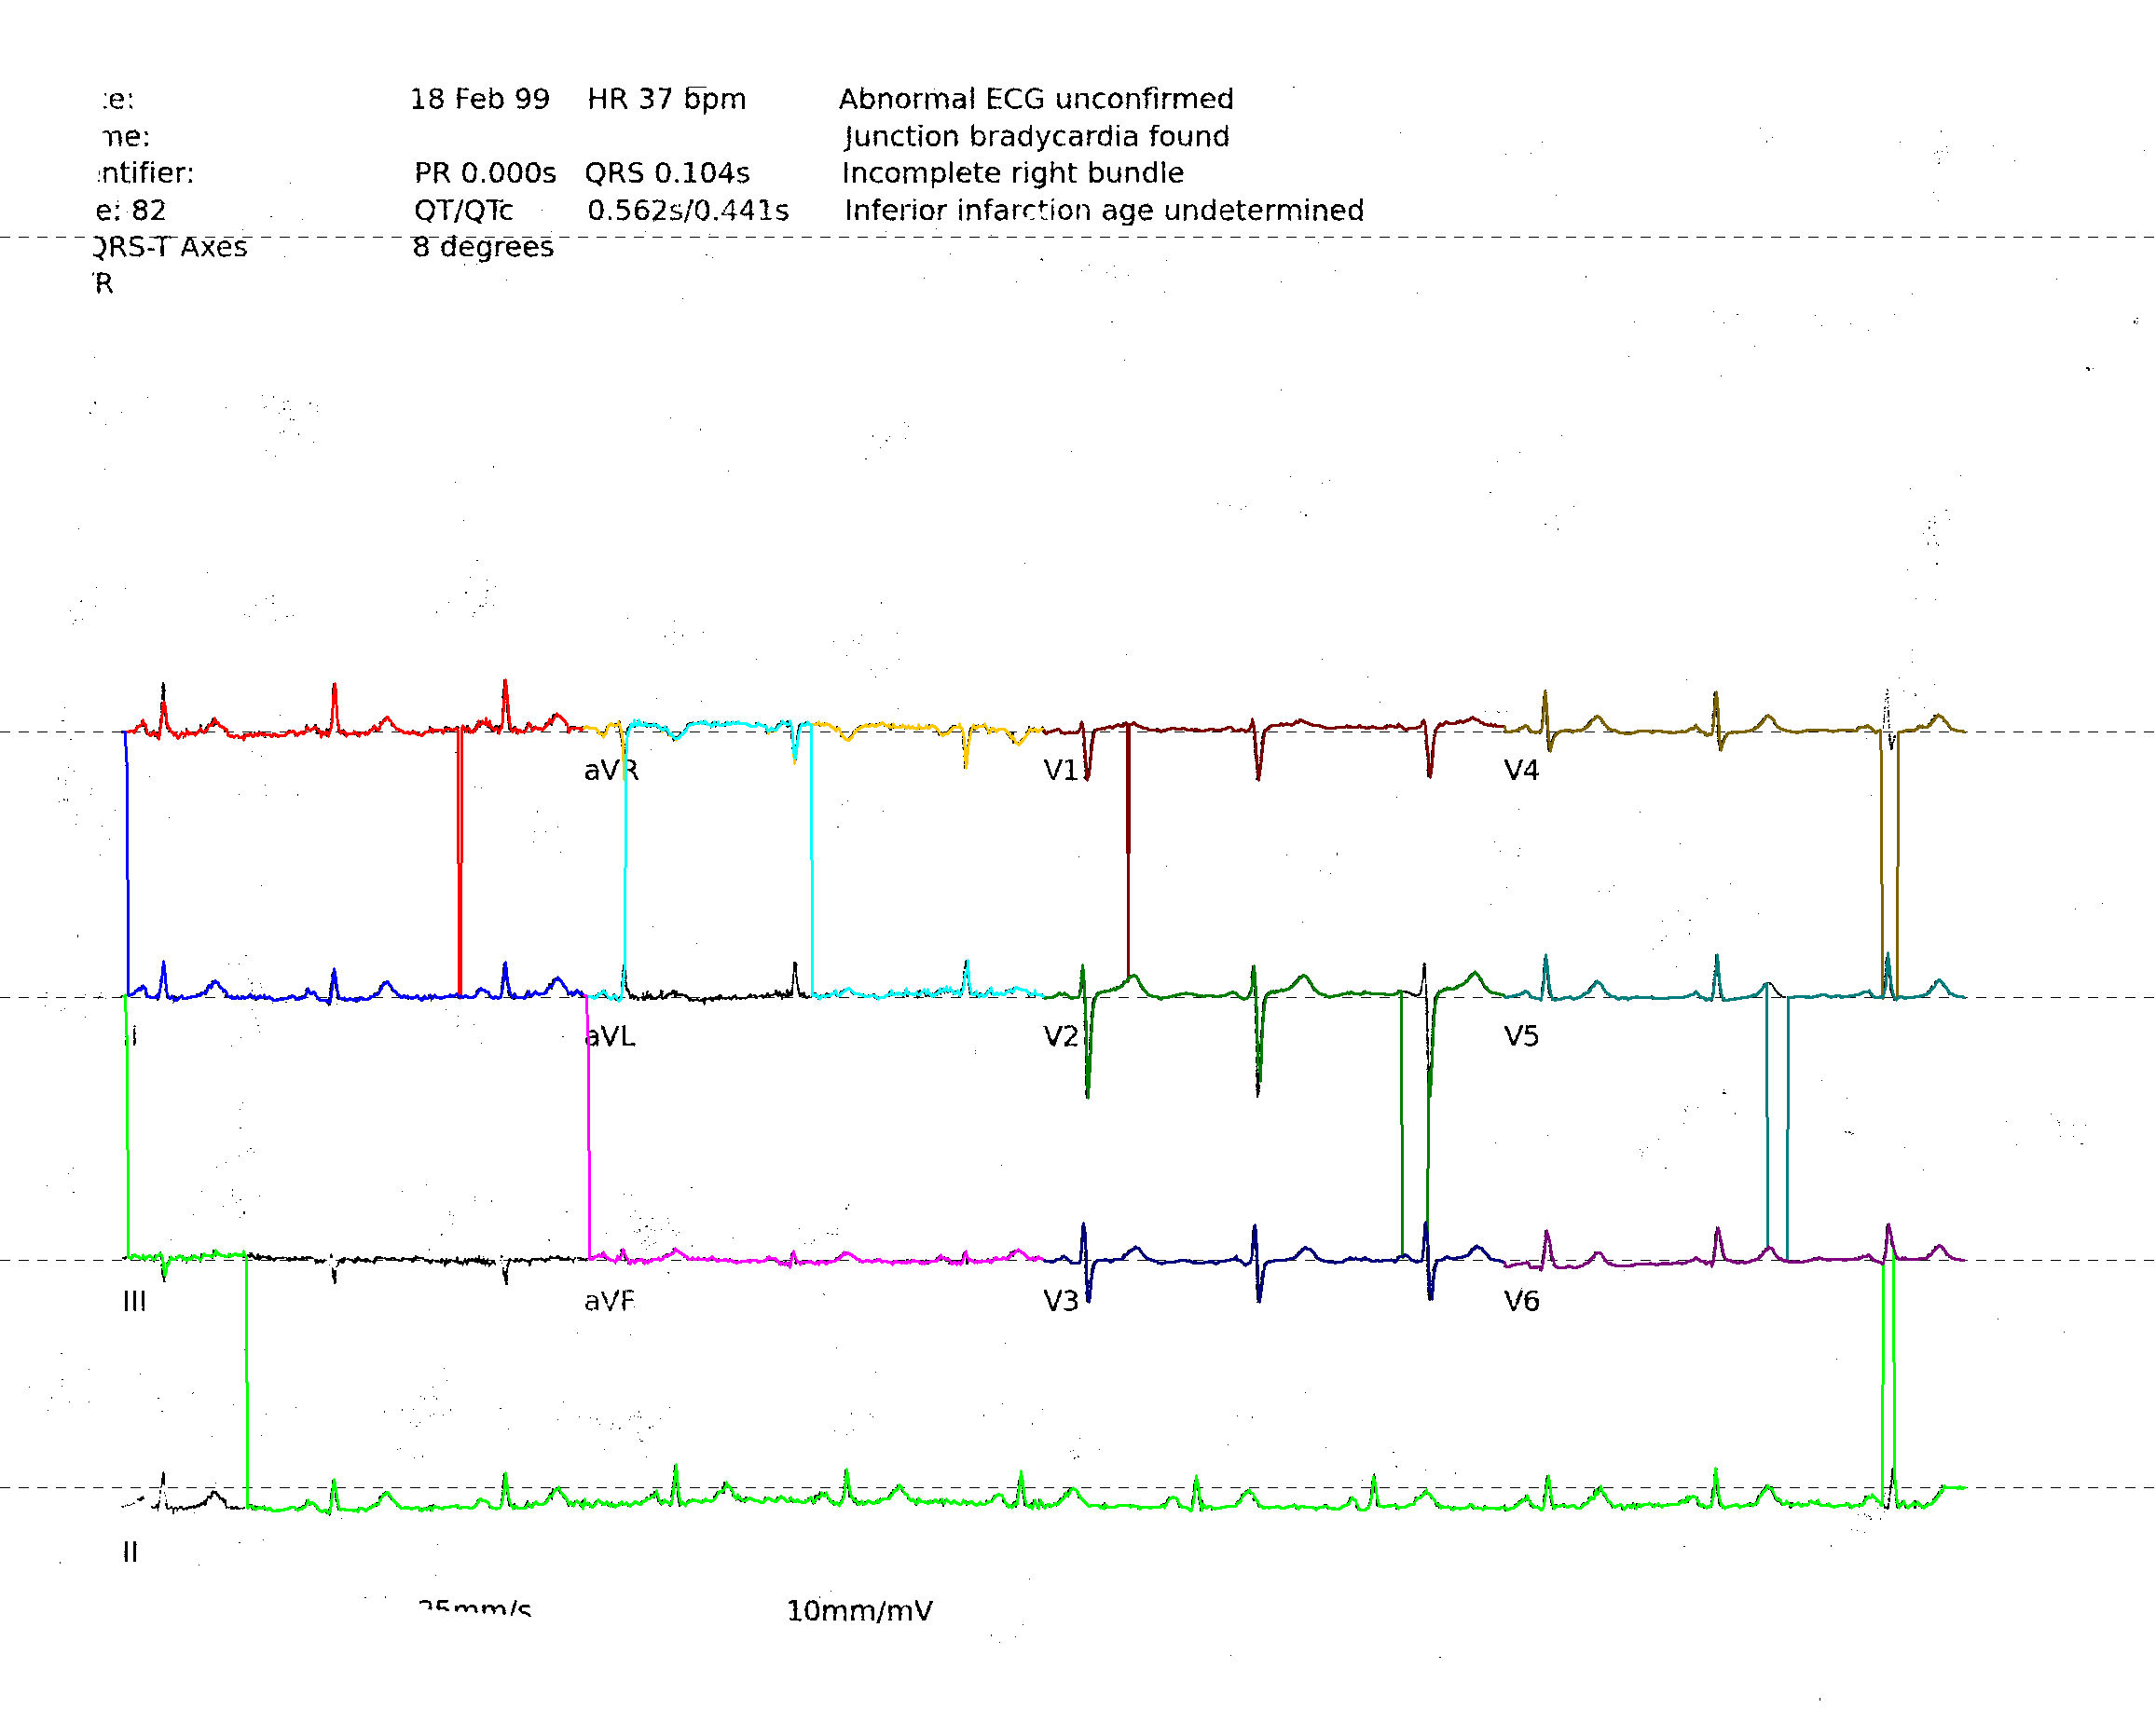 :e: 18 Feb 99 HR 37 bpm Abnormal ECG unconfirmed
me: Junction bradycardia found
ntifier: PR 0.000s QRS 0.104s Incomplete right bundle
e: 82 QT/QTc 0.562s/0.441s Inferior infarction age undetermined
QRS-T Axes 8 degrees
R
aVR V1 V4
II aVL V2 V5
III aVF V3 V6
II
25mm/s 10mm/mV